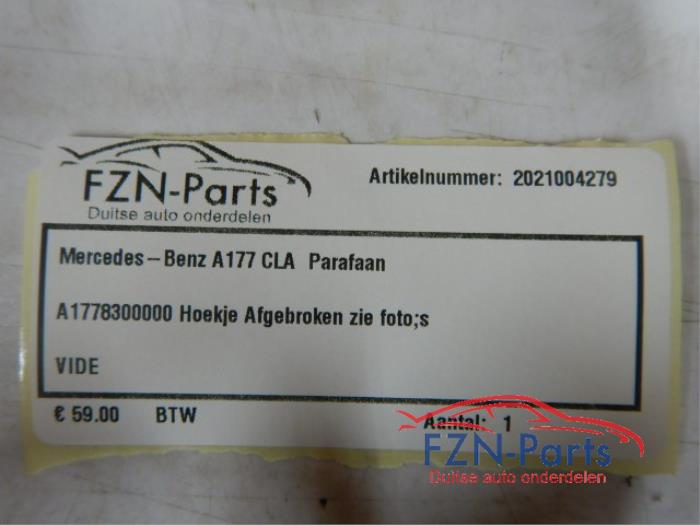 FZN-Parts
Duitse auto onderdelen
Artikelnummer: 2021004279
Mercedes-Benz A177 CLA Parafaan
A1778300000 Hoekje Afgebroken zie foto;s
VIDE
€ 59.00 BTW
Aantal: 1
FZN-Parts
Duitse auto onderdelen